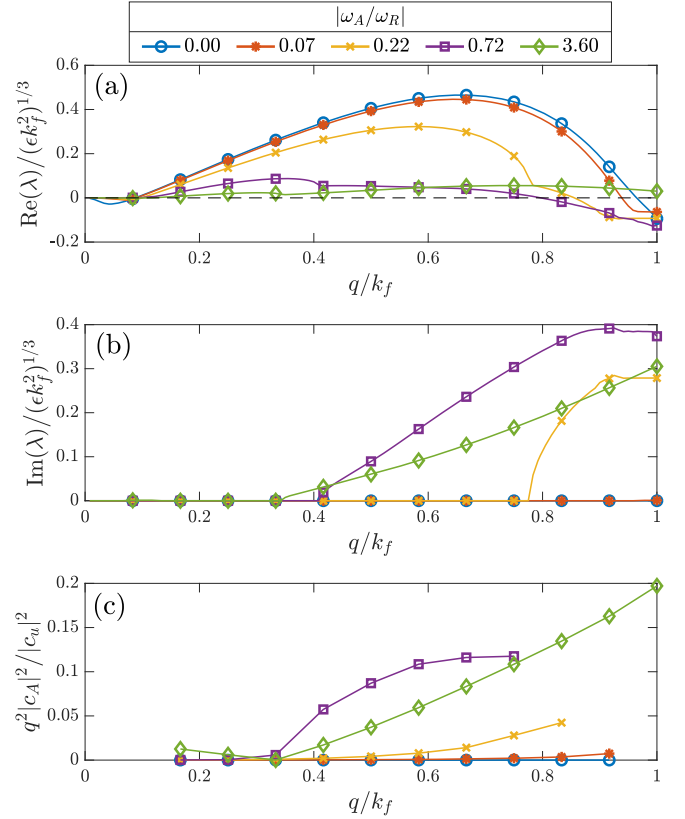 |ω_A/ω_R|
0.00 0.07 0.22 0.72 3.60
(a)
Re(λ)/(ϵk_f^2)^{1/3}
0.6
0.4
0.2
0
-0.2
0.2 0.4 0.6 0.8 1
q/k_f
(b)
Im(λ)/(ϵk_f^2)^{1/3}
0.4
0.3
0.2
0.1
0
0 0.2 0.4 0.6 0.8 1
q/k_f
(c)
q^2|c_A|^2/|c_u|^2
0.2
0.15
0.1
0.05
0
0 0.2 0.4 0.6 0.8 1
q/k_f